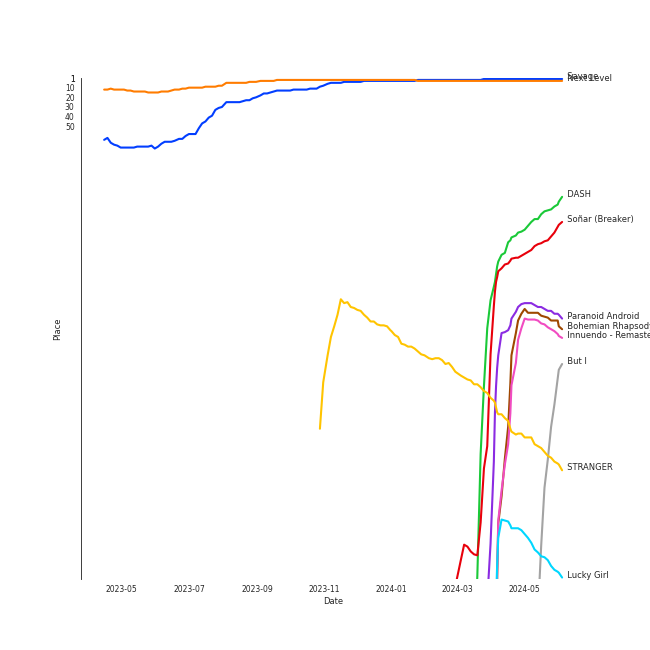 Savage
Next Level
1
10
20
30
40
50
DASH
Soñar (Breaker)
Paranoid Android
Bohemian Rhapsody
Innuendo - Remaste
But I
STRANGER
Lucky Girl
Place
2023-05
2023-07
2023-09
2023-11
2024-01
2024-03
2024-05
Date